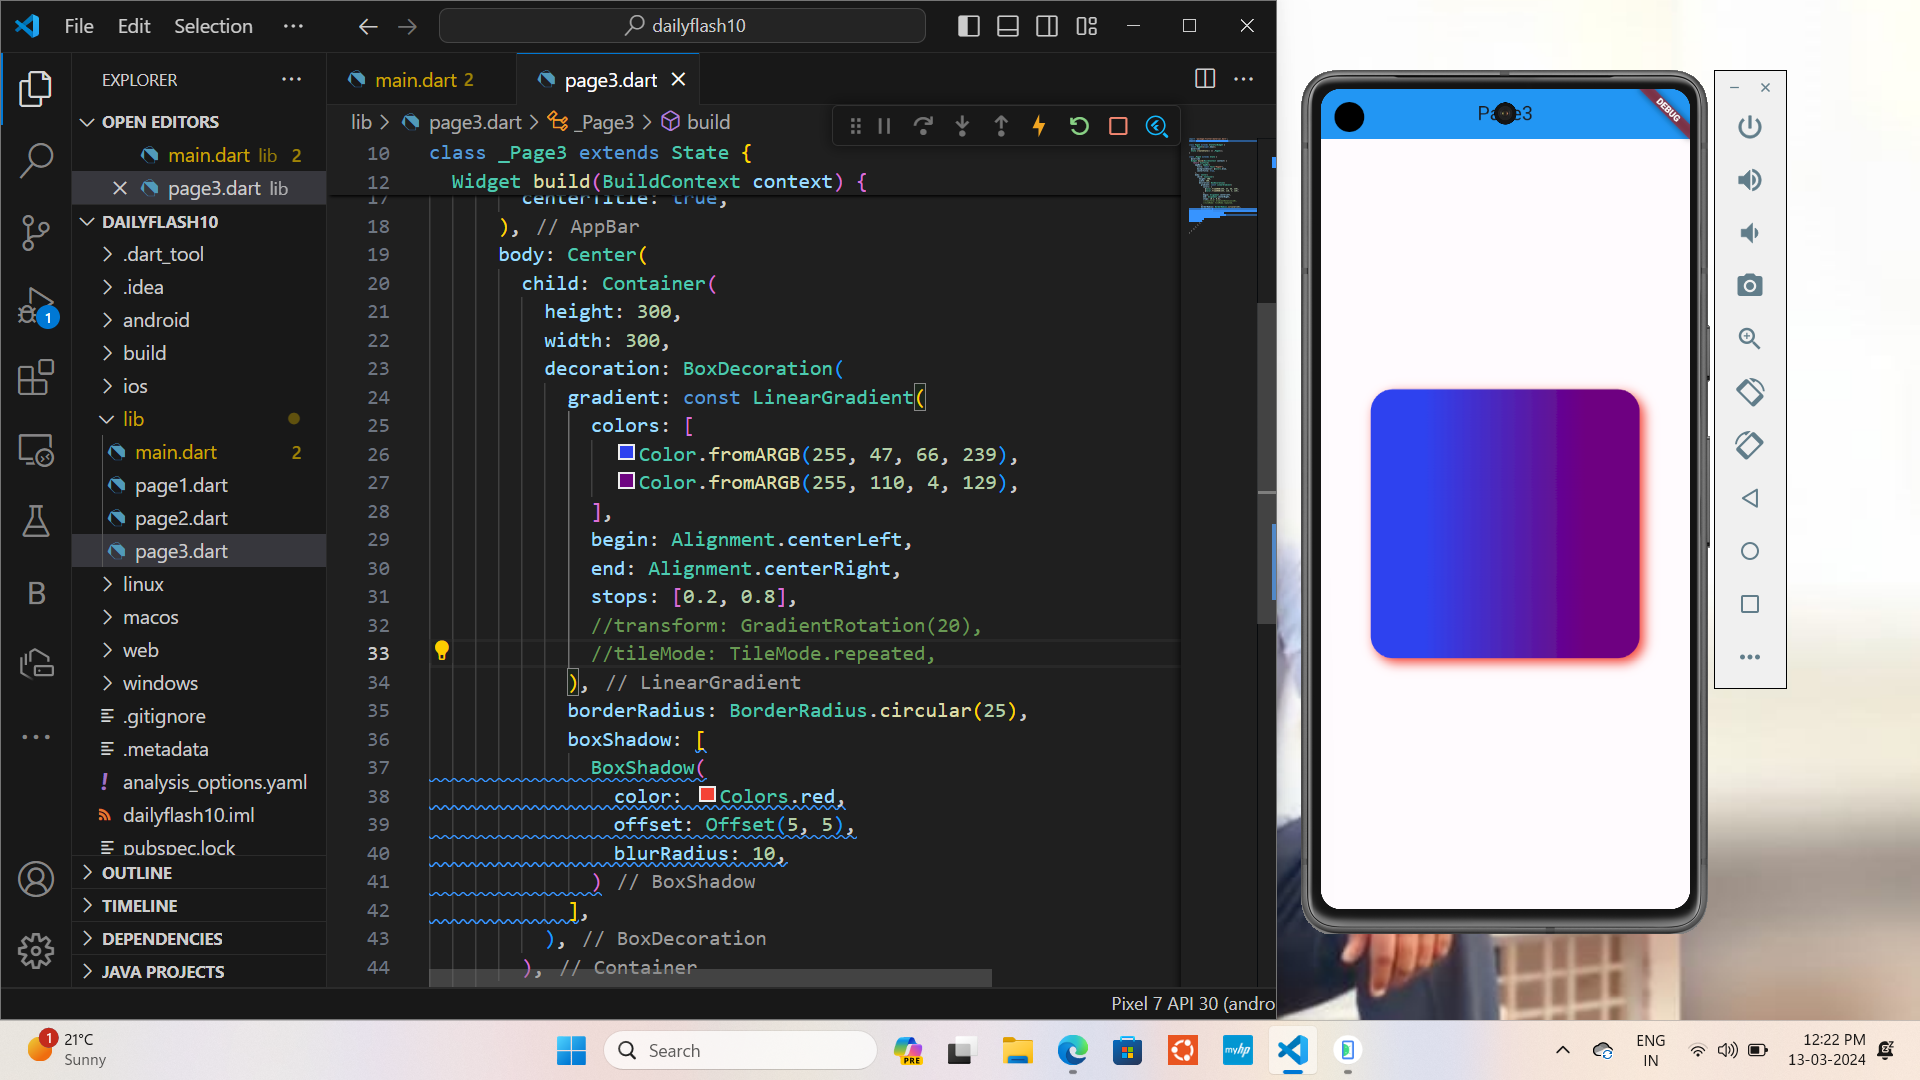 File Edit Selection ··· dailyflash10
EXPLORER
OPEN EDITORS
main.dart lib 2
page3.dart lib
DAILYFLASH10
.dart_tool
.idea
android
build
ios
lib
main.dart 2
page1.dart
page2.dart
page3.dart
linux
macos
web
windows
.gitignore
.metadata
analysis_options.yaml
dailyflash10.iml
pubspec.lock
OUTLINE
TIMELINE
DEPENDENCIES
JAVA PROJECTS
1
B
main.dart 2 page3.dart
lib > page3.dart > _Page3 > build
10 class _Page3 extends State {
12 Widget build(BuildContext context) {
17 centerTitle: true,
18 ), // AppBar
19 body: Center(
20 child: Container(
21 height: 300,
22 width: 300,
23 decoration: BoxDecoration(
24 gradient: const LinearGradient(
25 colors: [
26 Color.fromARGB(255, 47, 66, 239),
27 Color.fromARGB(255, 110, 4, 129),
28 ],
29 begin: Alignment.centerLeft,
30 end: Alignment.centerRight,
31 stops: [0.2, 0.8],
32 //transform: GradientRotation(20),
33 //tileMode: TileMode.repeated,
34 ), // LinearGradient
35 borderRadius: BorderRadius.circular(25),
36 boxShadow: [
37 BoxShadow(
38 color: Colors.red,
39 offset: Offset(5, 5),
40 blurRadius: 10,
41 ) // BoxShadow
42 ],
43 ), // BoxDecoration
44 ), // Container
Pixel 7 API 30 (andro
Page3
DEBUG
1
21°C
Sunny
Search
PRE
myhp
ENG
IN
12:22 PM
13-03-2024